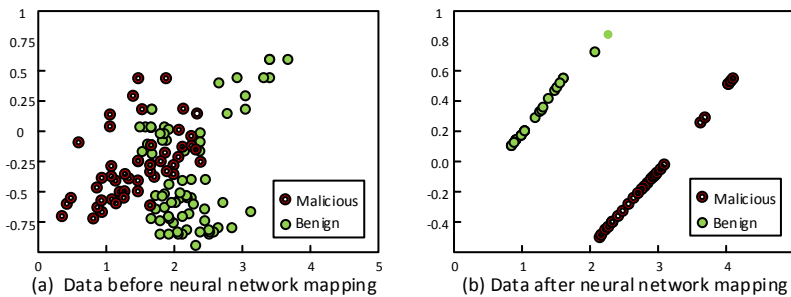 1
0.75
0.5
0.25
0
-0.25
-0.5
-0.75
0 1 2 3 4 5
Malicious
Benign
(a) Data before neural network mapping
1
0.8
0.6
0.4
0.2
0.0
-0.2
-0.4
0 1 2 3 4
Malicious
Benign
(b) Data after neural network mapping